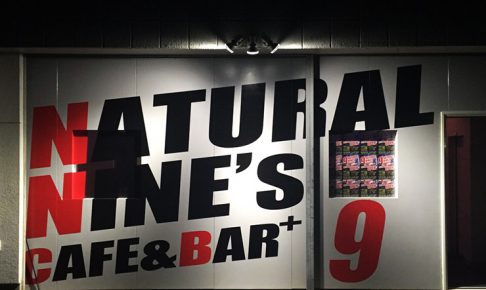 NATURAL
NINE'S
CAFE&BAR+
9